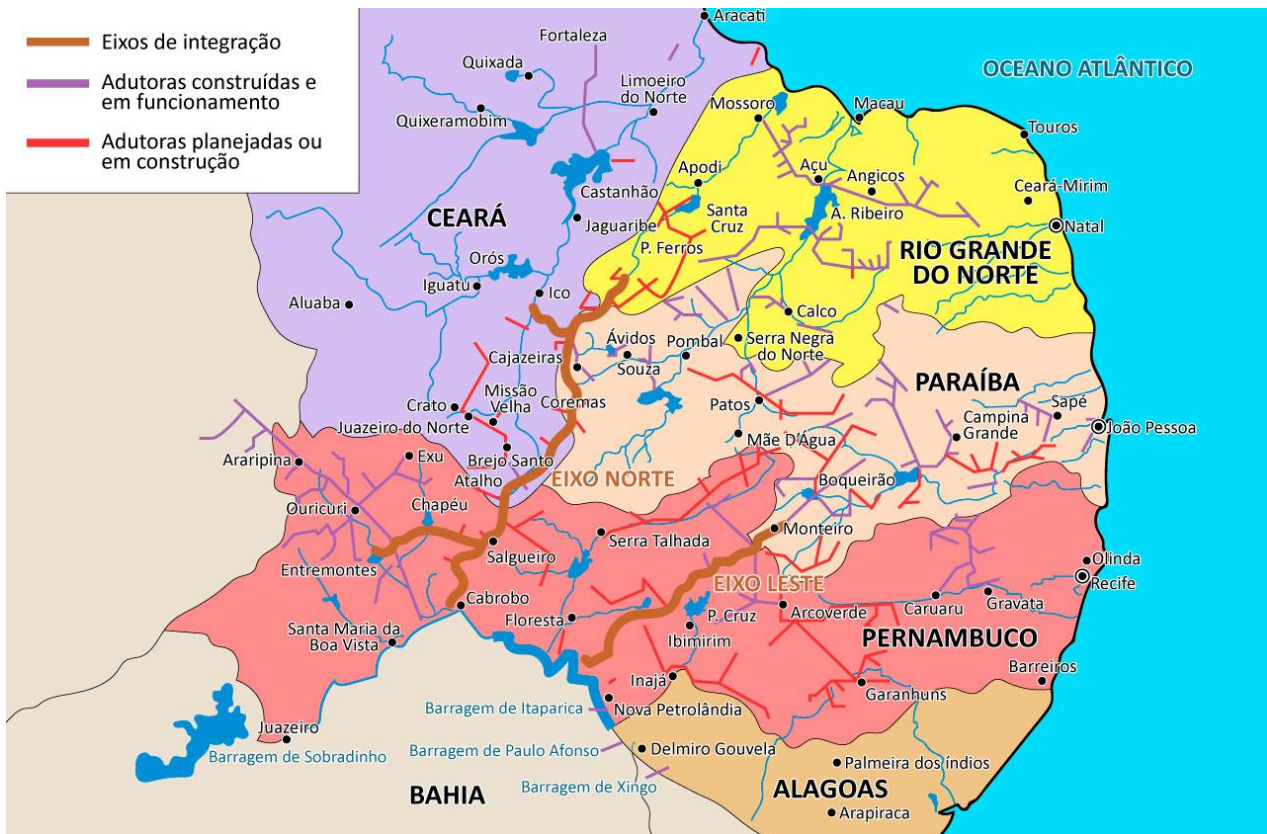 Eixos de integração
Adutoras construídas e
em funcionamento
Adutoras planejadas ou
em construção
OCEANO ATLÂNTICO
Aracati
Fortaleza
Quixada
Limoeiro
do Norte
Quixeramobim
Mossoro
Macau
Touros
Apodi
Açu
Angicos
Ceará-Mirim
Castanhão
CEARÁ
Jaguaribe
Santa
Cruz
A. Ribeiro
Natal
P. Ferros
RIO GRANDE
DO NORTE
Orós
Iguatu
Ico
Aluaba
Calco
Ávidos
Pombal
Serra Negra
do Norte
Cajazeiras
Souza
PARAÍBA
Missão
Velha
Coremas
Crato
Patos
Sapé
Campina
Grande
Juazeiro do Norte
João Pessoa
Mãe D'Água
Brejo Santo
Exu
Araripina
Atalho
EIXO NORTE
Boqueirão
Chapéu
Ouricuri
Monteiro
Salgueiro
Serra Talhada
Olinda
Entremontes
EIXO LESTE
Recife
Cabrobo
Floresta
P. Cruz
Arcoverde
Caruaru
Gravata
Santa Maria da
Boa Vista
Ibimirim
PERNAMBUCO
Barreiros
Inajá
Garanhuns
Barragem de Itaparica
Nova Petrolândia
Juazeiro
Barragem de Sobradinho
Barragem de Paulo Afonso
Delmiro Gouvela
Palmeira dos índios
Barragem de Xingo
BAHIA
ALAGOAS
Arapiraca